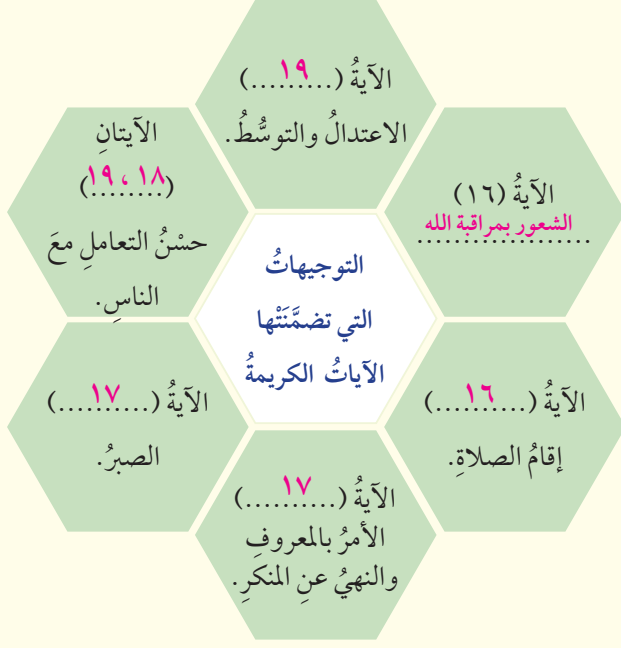 الآيةُ (....١٩.....)
الاعتدالُ والتوسُّطُ.
الآيةُ (١٦)
الشعور بمراقبة الله
..................
الآيةُ (....١٦.....)
إقامُ الصلاةِ.
الآيةُ (....١٧.....)
الأمرُ بالمعروفِ
والنهيُ عنِ المنكَرِ.
الآيةُ (....١٧.....)
الصبرُ.
الآيتانِ
(١٨ ، ١٩)
حسْنُ التعاملِ معَ
الناسِ.
التوجيهاتُ
التي تضمَّنَتْها
الآياتُ الكريمةُ